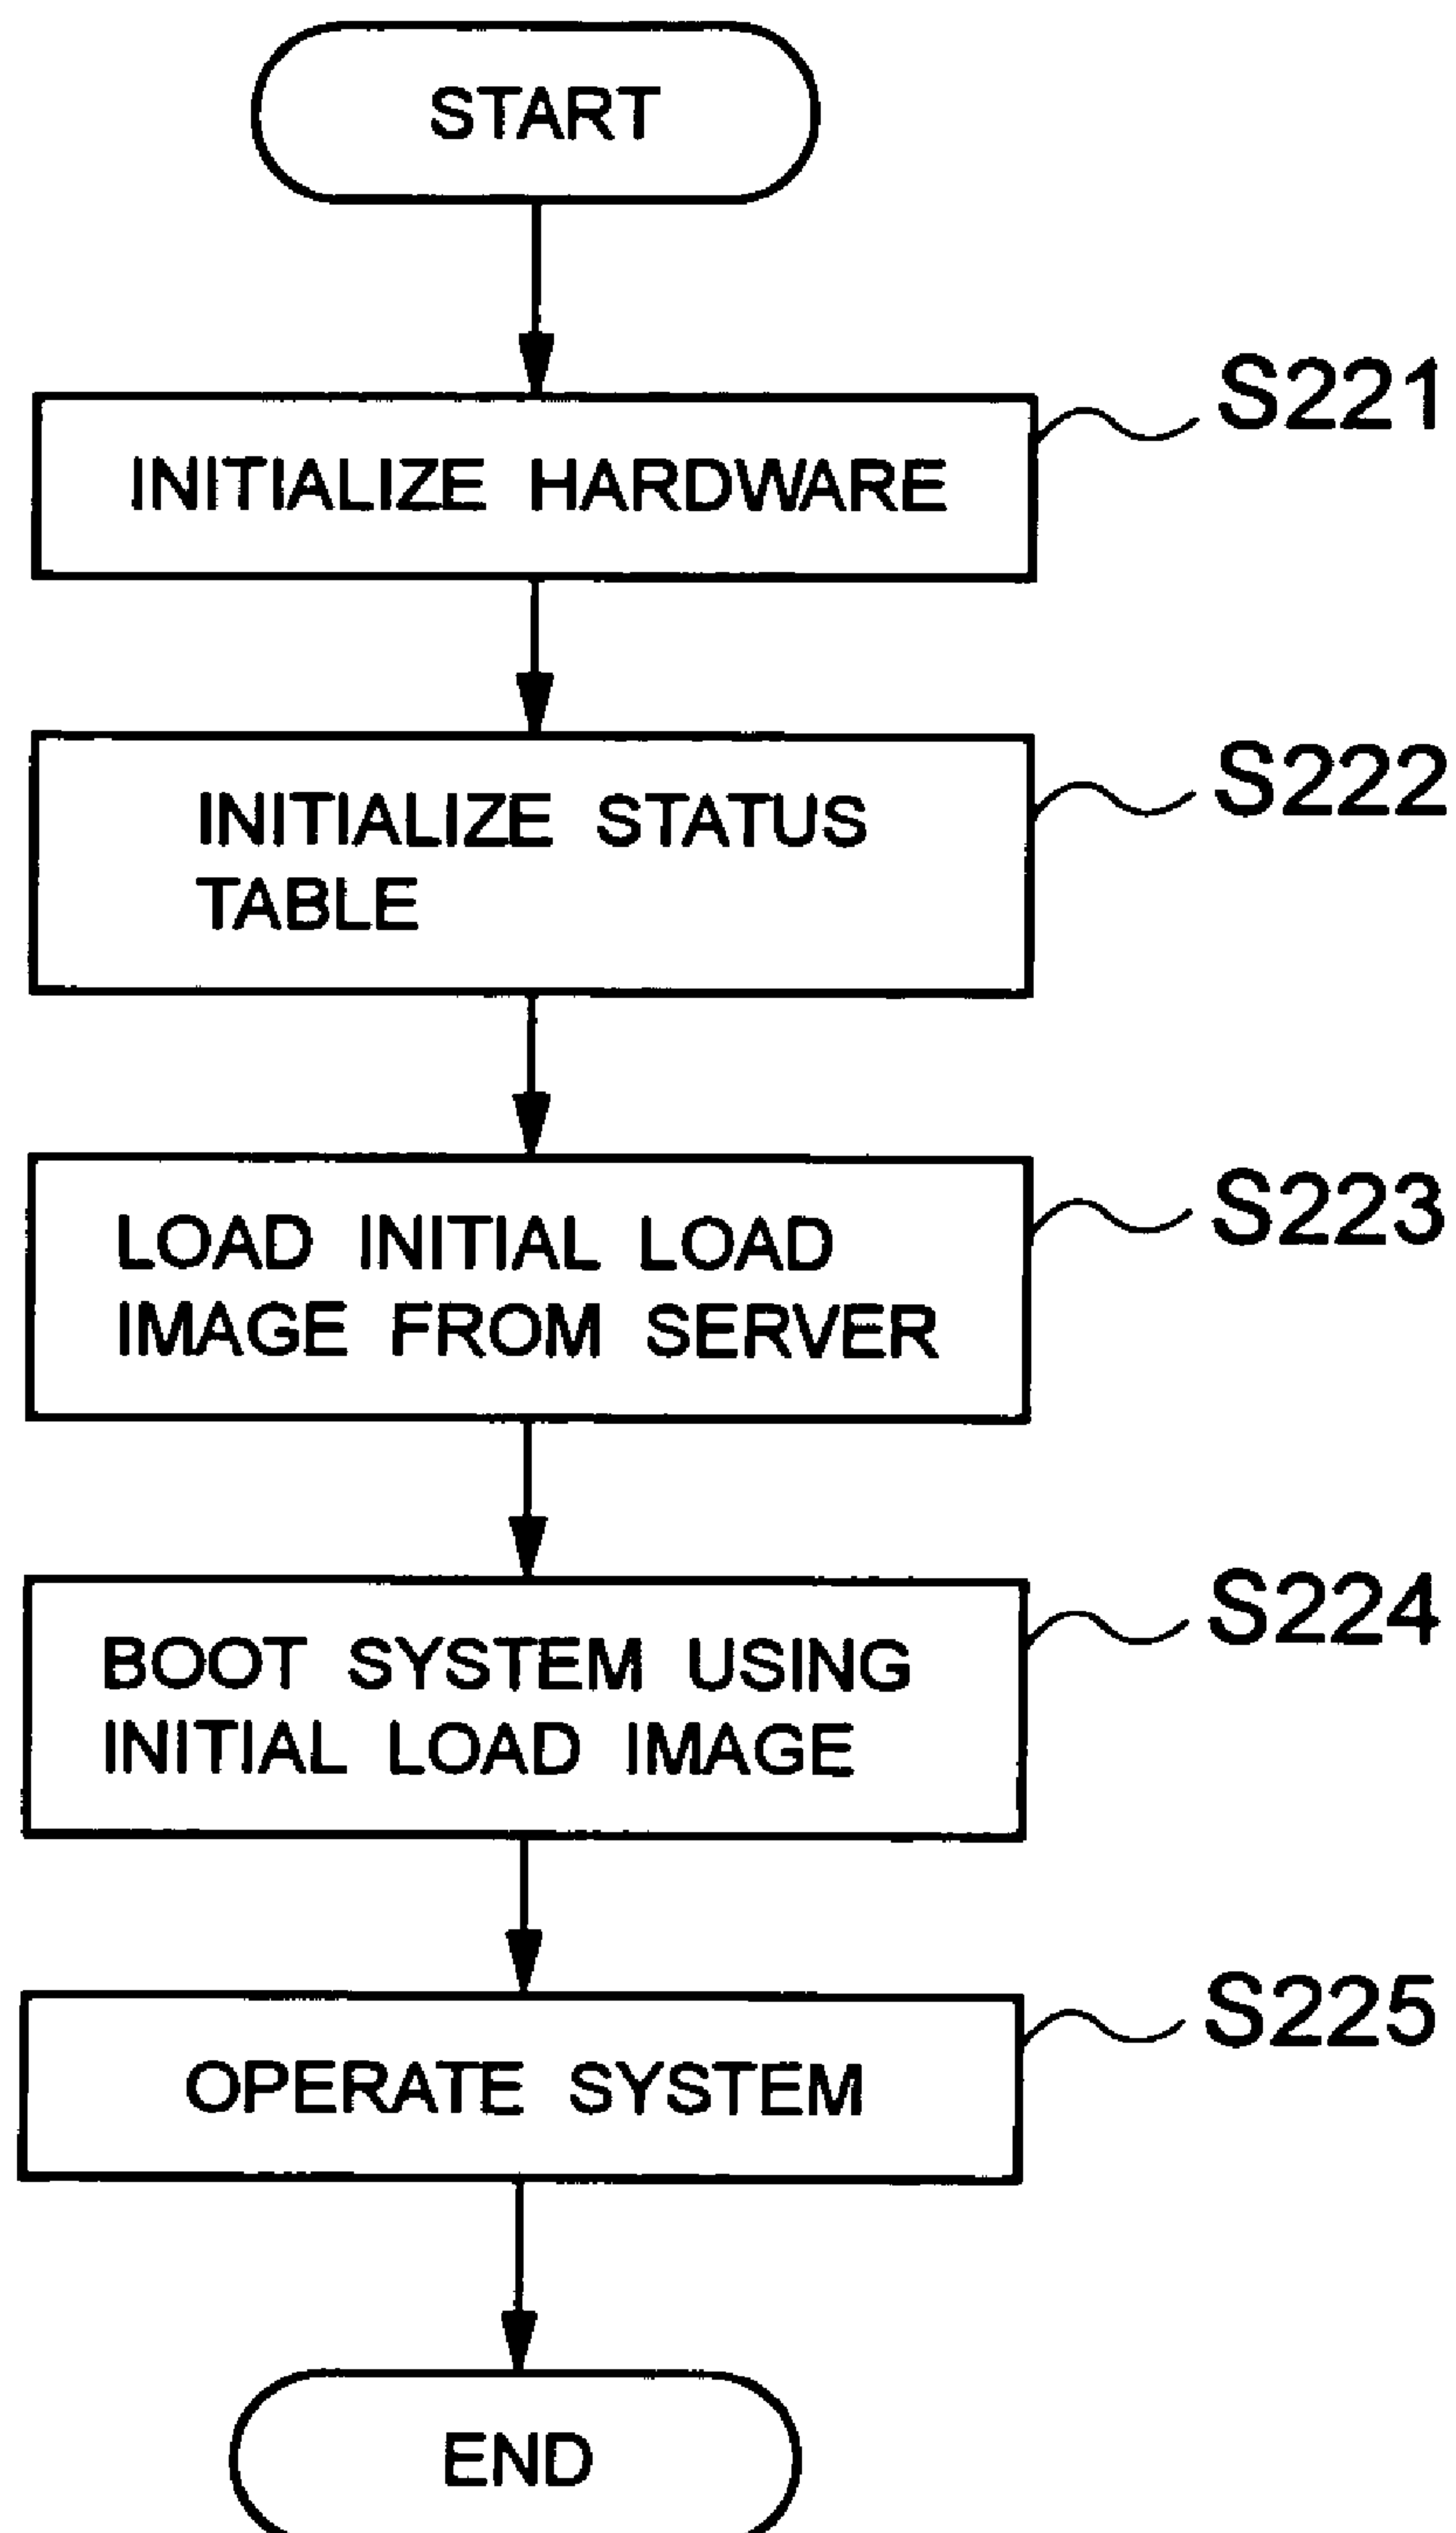 START
INITIALIZE HARDWARE
S221
INITIALIZE STATUS
TABLE
S222
LOAD INITIAL LOAD
IMAGE FROM SERVER
S223
BOOT SYSTEM USING
INITIAL LOAD IMAGE
S224
OPERATE SYSTEM
S225
END